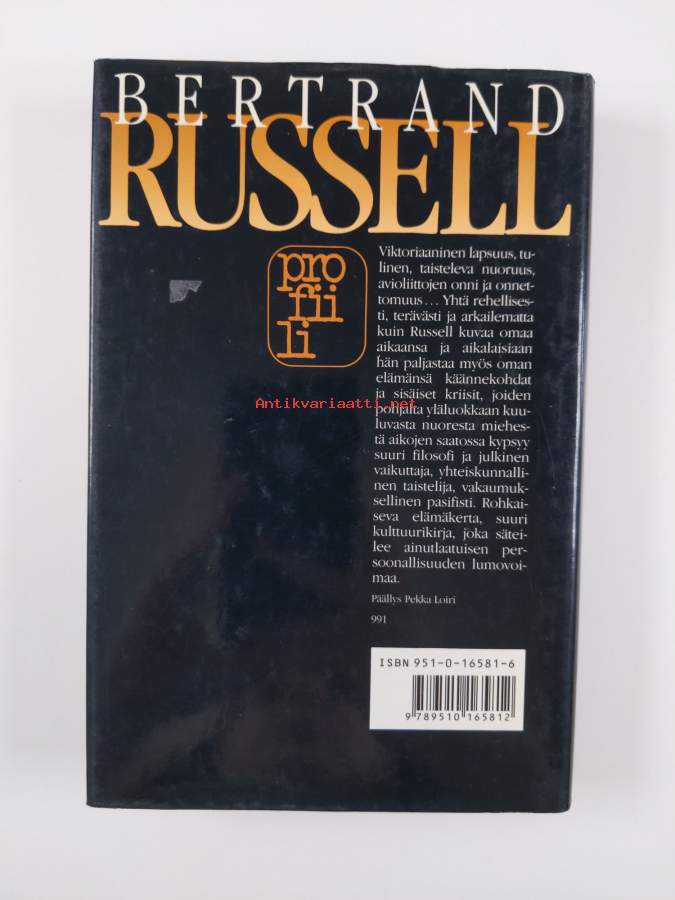 BERTRAND
RUSSELL
pro
fii
li
Viktoriaaninen lapsuus, tu-
linen, taisteleva nuoruus,
avioliittojen onni ja onnet-
tomuus... Yhtä rehellises-
ti, terävästi ja arkailematta
kuin Russell kuvaa omaa
aikaansa ja aikalaisiaan
hän paljastaa myös oman
elämänsä käännekohdat
ja sisäiset kriisit, joiden
pohjalta yläluokkaan kuu-
luvasta nuoresta miehes-
tä aikojen saatossa kypsyy
suuri filosofi ja julkinen
vaikuttaja, yhteiskunnalli-
nen taistelija, vakaumuk-
sellinen pasifisti. Rohkai-
seva elämäkerta, suuri
kulttuurikirja, joka sätei-
lee ainutlaatuisen per-
soonallisuuden lumovoi-
maa.
Päällys Pekka Loiri
991
ISBN 951-0-16581-6
9 789510 165812
Antikvariaatti.net